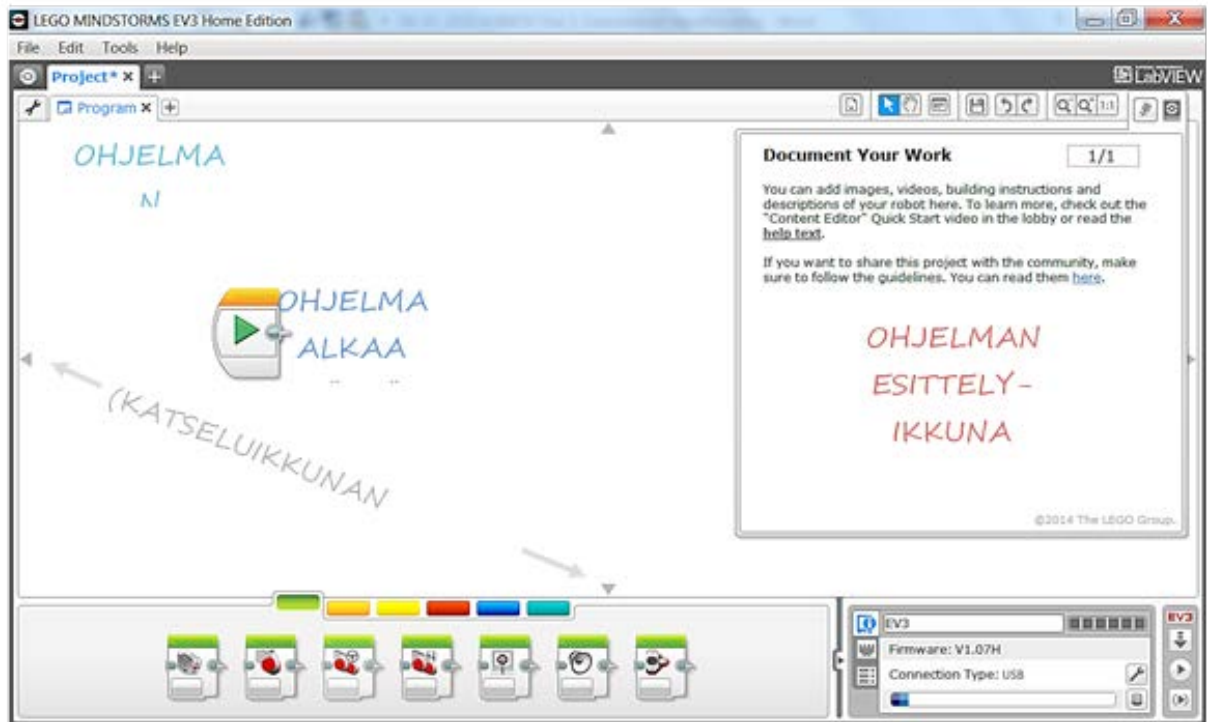 LEGO MINDSTORMS EV3 Home Edition
File Edit Tools Help
Project*
LabVIEW
Program
1:1
OHJELMA
N
OHJELMA
ALKAA
(KATSELUIKKUNAN
Document Your Work
1/1
You can add images, videos, building instructions and
descriptions of your robot here. To learn more, check out the
"Content Editor" Quick Start video in the lobby or read the
help text.
If you want to share this project with the community, make
sure to follow the guidelines. You can read them here.
OHJELMAN
ESITTELY-
IKKUNA
©2014 The LEGO Group.
EV3
EV3
Firmware: V1.07H
Connection Type: USB